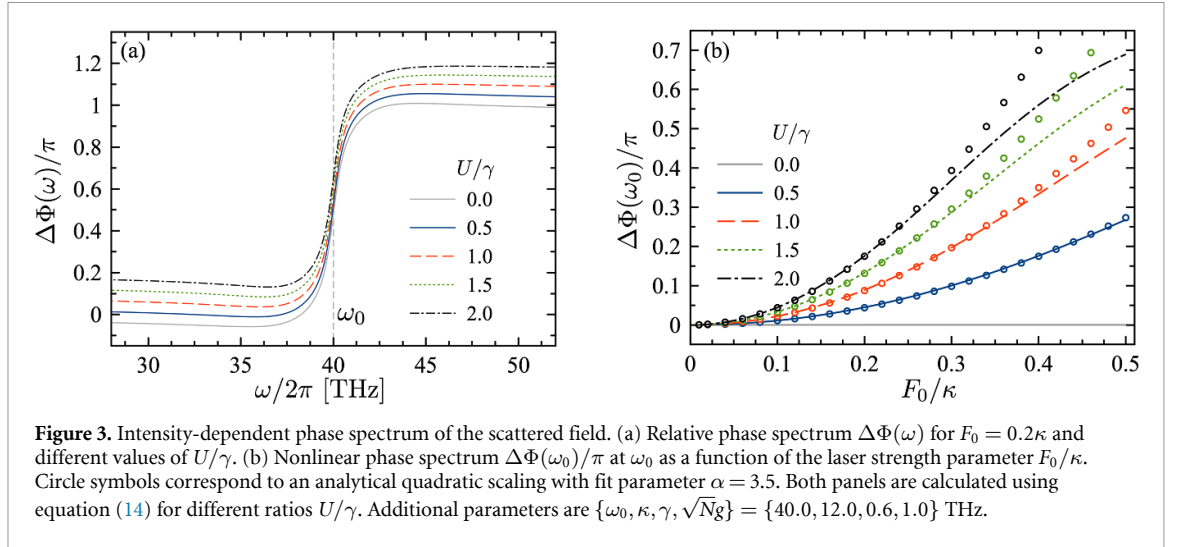 (a)
ΔΦ(ω)/π
1.2
1
0.8
0.6
0.4
0.2
0
U/γ
0.0
0.5
1.0
1.5
2.0
ω₀
30 35 40 45 50
ω/2π [THz]
(b)
ΔΦ(ω₀)/π
0.7
0.6
0.5
0.4
0.3
0.2
0.1
0
U/γ
0.0
0.5
1.0
1.5
2.0
0 0.1 0.2 0.3 0.4 0.5
F₀/κ
Figure 3. Intensity-dependent phase spectrum of the scattered field. (a) Relative phase spectrum ΔΦ(ω) for F₀ = 0.2κ and
different values of U/γ. (b) Nonlinear phase spectrum ΔΦ(ω₀)/π at ω₀ as a function of the laser strength parameter F₀/κ.
Circle symbols correspond to an analytical quadratic scaling with fit parameter α = 3.5. Both panels are calculated using
equation (14) for different ratios U/γ. Additional parameters are {ω₀, κ, γ, √Ng} = {40.0, 12.0, 0.6, 1.0} THz.